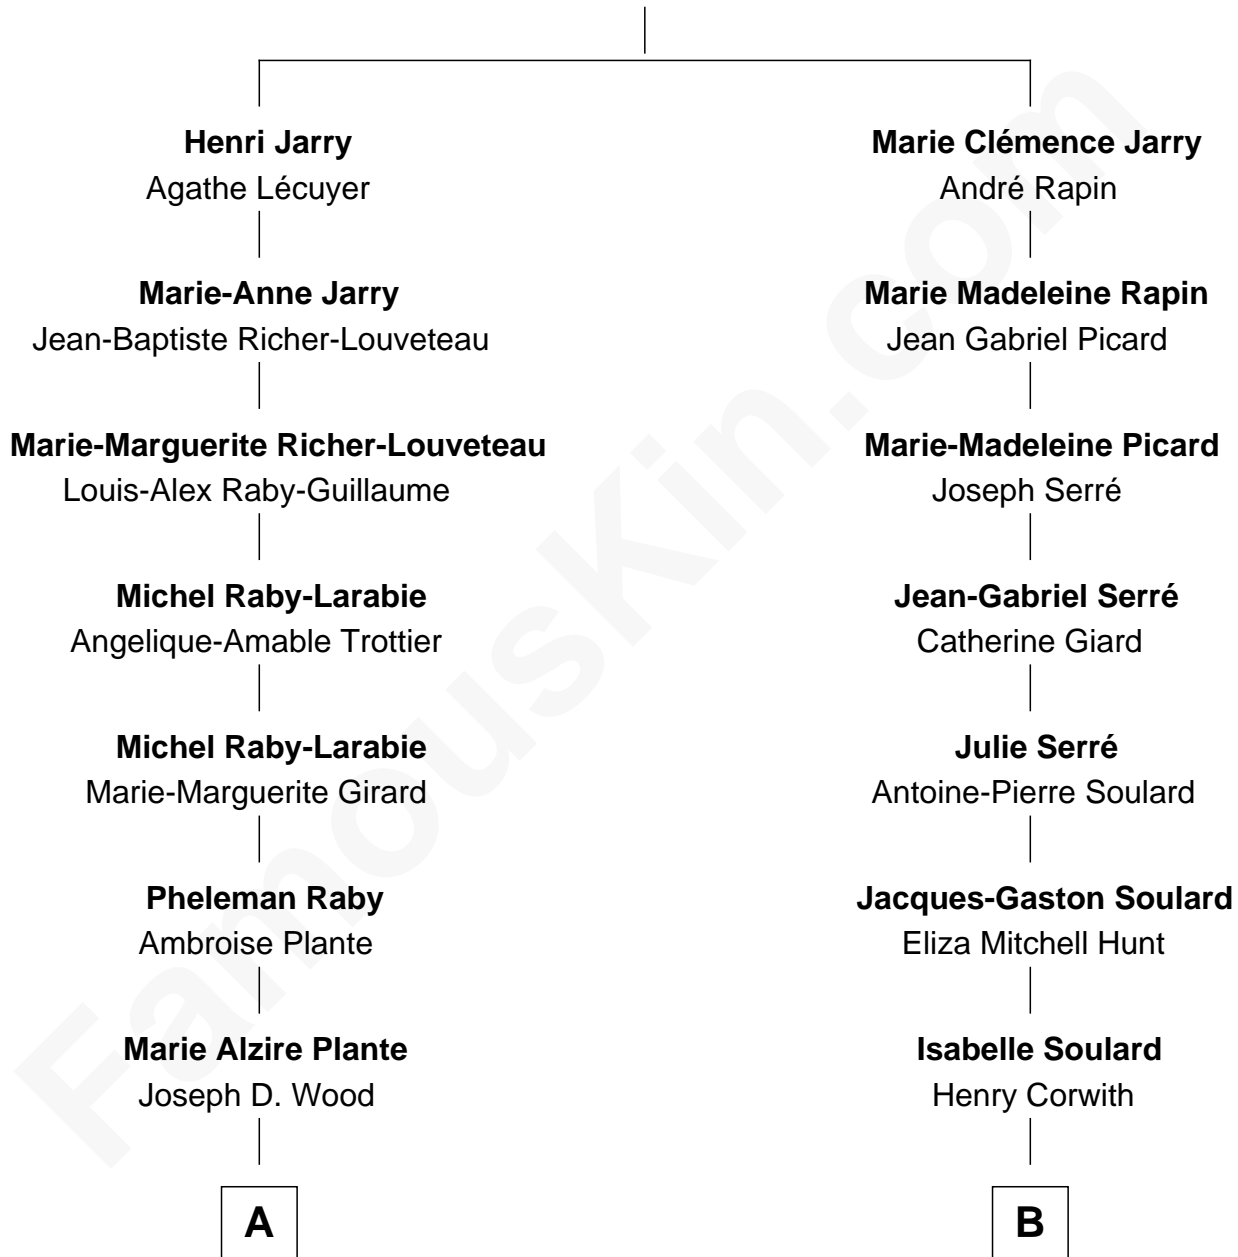 Henri Jarry
Agathe Lécuyer
Marie-Anne Jarry
Jean-Baptiste Richer-Louveteau
Marie-Marguerite Richer-Louveteau
Louis-Alex Raby-Guillaume
Michel Raby-Larabie
Angelique-Amable Trottier
Michel Raby-Larabie
Marie-Marguerite Girard
Pheleman Raby
Ambroise Plante
Marie Alzire Plante
Joseph D. Wood
A
Marie Clémence Jarry
André Rapin
Marie Madeleine Rapin
Jean Gabriel Picard
Marie-Madeleine Picard
Joseph Serré
Jean-Gabriel Serré
Catherine Giard
Julie Serré
Antoine-Pierre Soulard
Jacques-Gaston Soulard
Eliza Mitchell Hunt
Isabelle Soulard
Henry Corwith
B
FamousKin.com